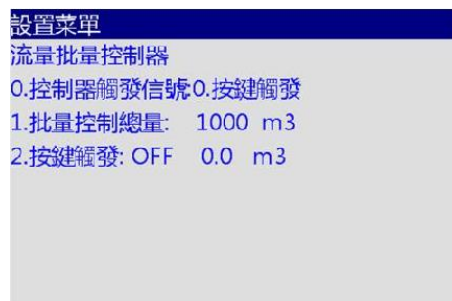 設置菜單
流量批量控制器
0.控制器觸發信號:0.按鍵觸發
1.批量控制總量: 1000 m3
2.按鍵觸發: OFF 0.0 m3